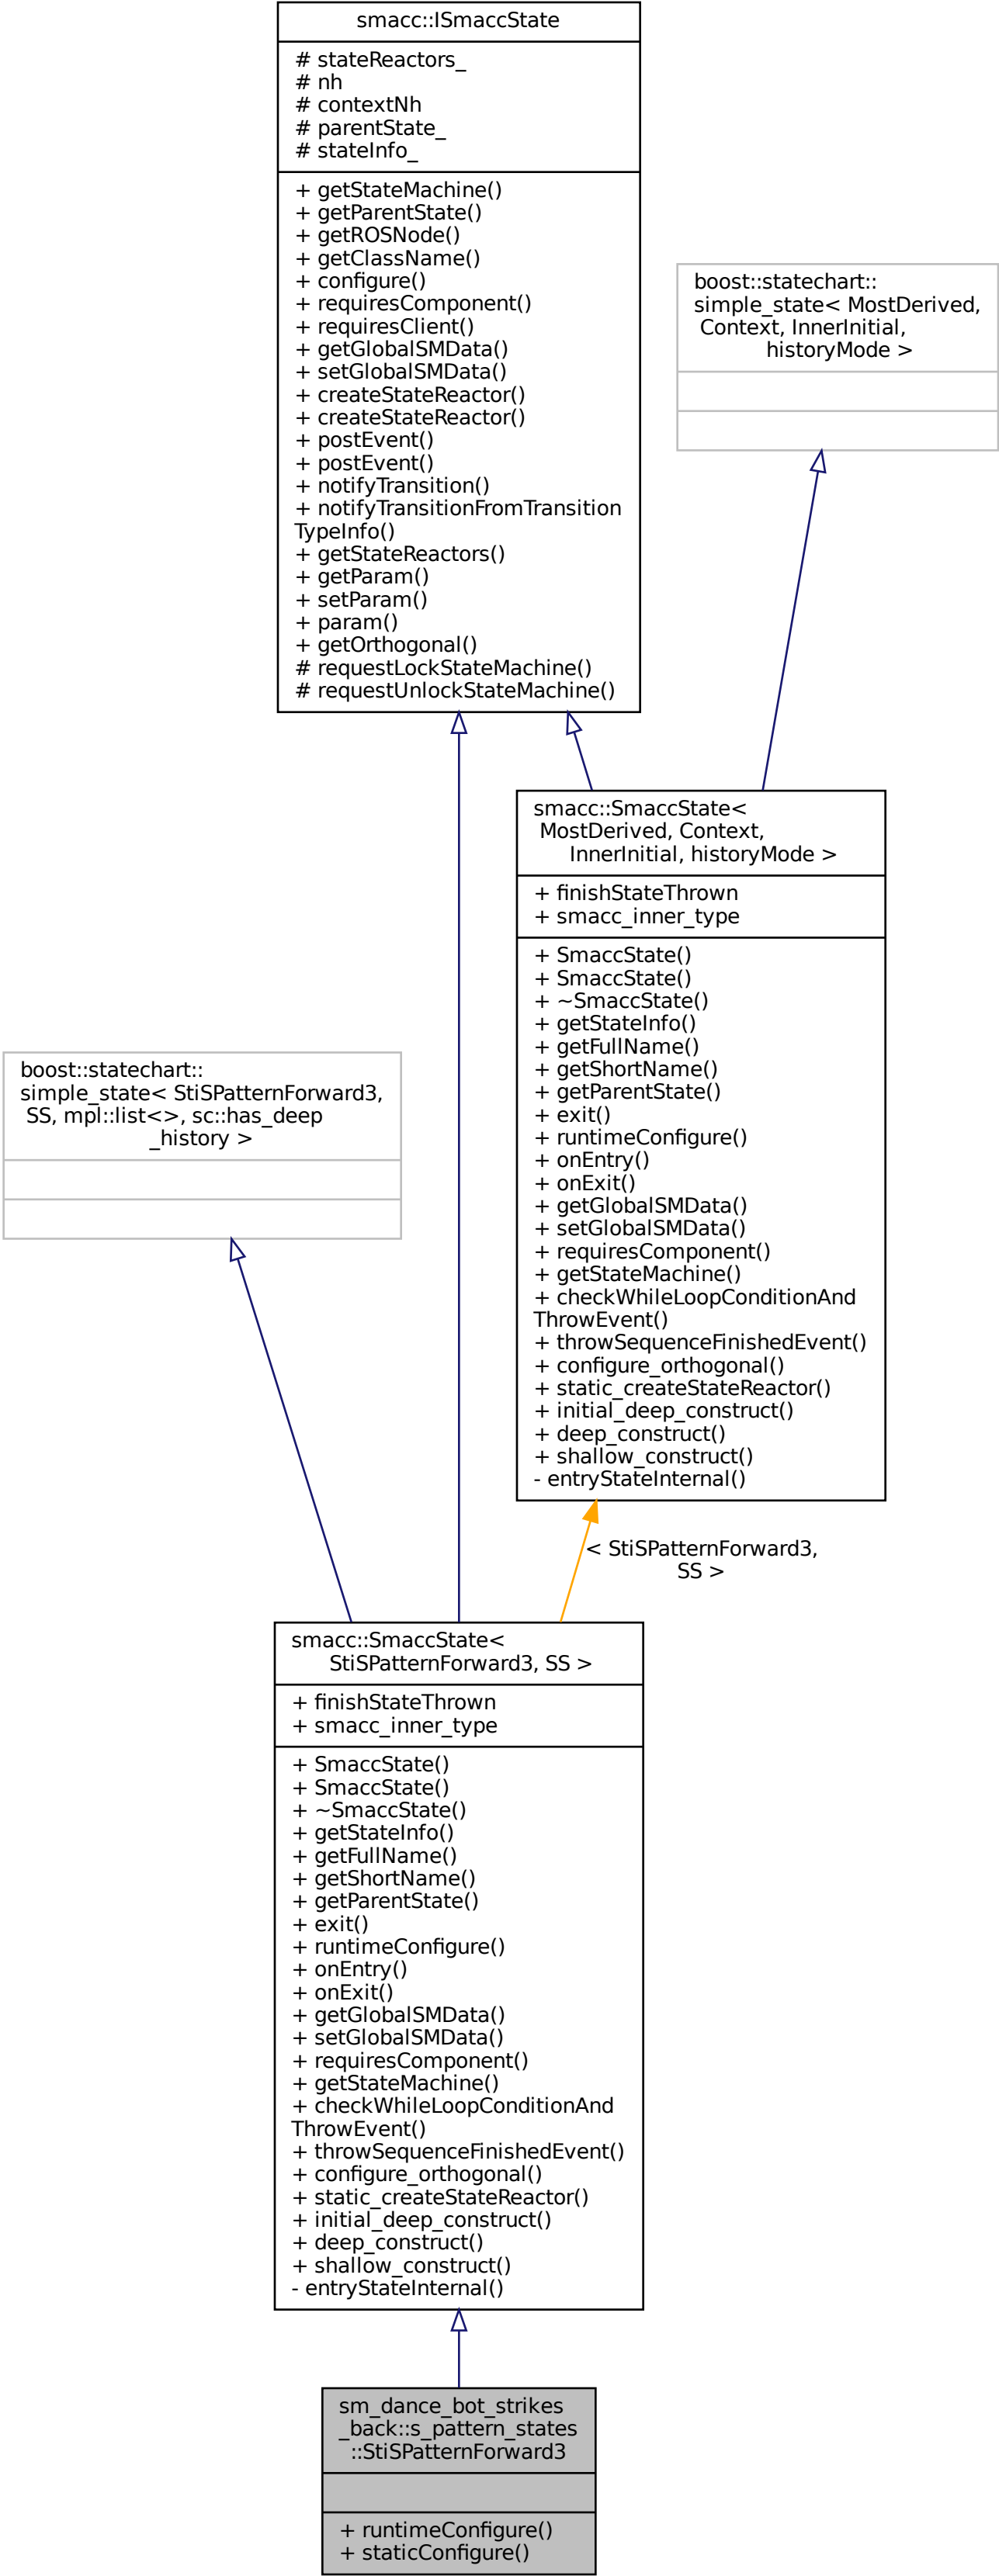 smacc::ISmaccState
# stateReactors_
# nh
# contextNh
# parentState_
# stateInfo_
+ getStateMachine()
+ getParentState()
+ getROSNode()
+ getClassName()
+ configure()
+ requiresComponent()
+ requiresClient()
+ getGlobalSMData()
+ setGlobalSMData()
+ createStateReactor()
+ createStateReactor()
+ postEvent()
+ postEvent()
+ notifyTransition()
+ notifyTransitionFromTransition
TypeInfo()
+ getStateReactors()
+ getParam()
+ setParam()
+ param()
+ getOrthogonal()
# requestLockStateMachine()
# requestUnlockStateMachine()
boost::statechart::
simple_state< MostDerived,
Context, InnerInitial,
historyMode >
smacc::SmaccState<
MostDerived, Context,
InnerInitial, historyMode >
+ finishStateThrown
+ smacc_inner_type
+ SmaccState()
+ SmaccState()
+ ~SmaccState()
+ getStateInfo()
+ getFullName()
+ getShortName()
+ getParentState()
+ exit()
+ runtimeConfigure()
+ onEntry()
+ onExit()
+ getGlobalSMData()
+ setGlobalSMData()
+ requiresComponent()
+ getStateMachine()
+ checkWhileLoopConditionAnd
ThrowEvent()
+ throwSequenceFinishedEvent()
+ configure_orthogonal()
+ static_createStateReactor()
+ initial_deep_construct()
+ deep_construct()
+ shallow_construct()
- entryStateInternal()
boost::statechart::
simple_state< StiSPatternForward3,
SS, mpl::list<>, sc::has_deep
_history >
< StiSPatternForward3,
SS >
smacc::SmaccState<
StiSPatternForward3, SS >
+ finishStateThrown
+ smacc_inner_type
+ SmaccState()
+ SmaccState()
+ ~SmaccState()
+ getStateInfo()
+ getFullName()
+ getShortName()
+ getParentState()
+ exit()
+ runtimeConfigure()
+ onEntry()
+ onExit()
+ getGlobalSMData()
+ setGlobalSMData()
+ requiresComponent()
+ getStateMachine()
+ checkWhileLoopConditionAnd
ThrowEvent()
+ throwSequenceFinishedEvent()
+ configure_orthogonal()
+ static_createStateReactor()
+ initial_deep_construct()
+ deep_construct()
+ shallow_construct()
- entryStateInternal()
sm_dance_bot_strikes
_back::s_pattern_states
::StiSPatternForward3
+ runtimeConfigure()
+ staticConfigure()